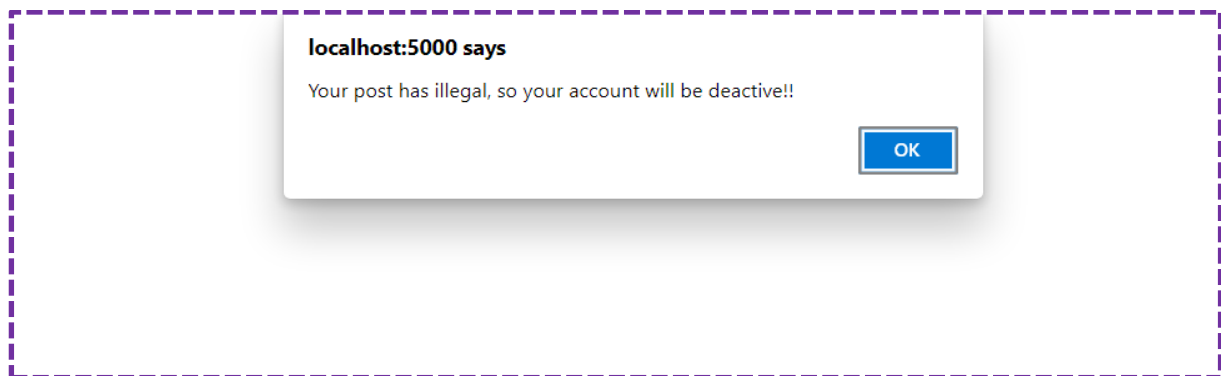 localhost:5000 says
Your post has illegal, so your account will be deactive!!
OK